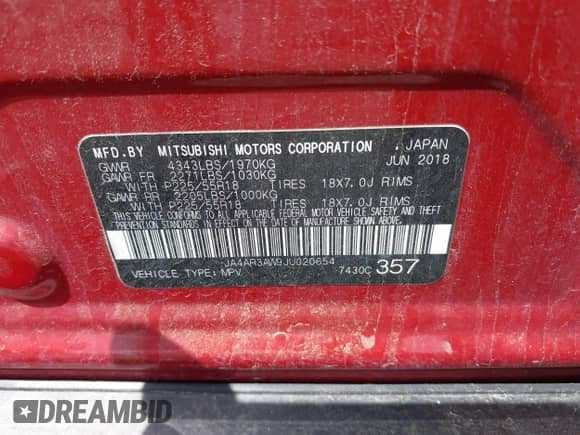 MFD.BY MITSUBISHI MOTORS CORPORATION , JAPAN
GVWR 4343LBS/1970KG JUN 2018
GAWR FR 2271LBS/1030KG
WITH P225/55R18 TIRES 18X7.0J RIMS
GAWR RR 2205LBS/1000KG
WITH P225/55R18 TIRES 18X7.0J RIMS
THIS VEHICLE CONFORMS TO ALL APPLICABLE FEDERAL MOTOR VEHICLE SAFETY AND THEFT
PREVENTION STANDARDS IN EFFECT ON THE DATE OF MANUFACTURE SHOWN ABOVE.
JA4AR3AW9JU020654
VEHICLE TYPE: MPV 7430C 357
DREAMBID